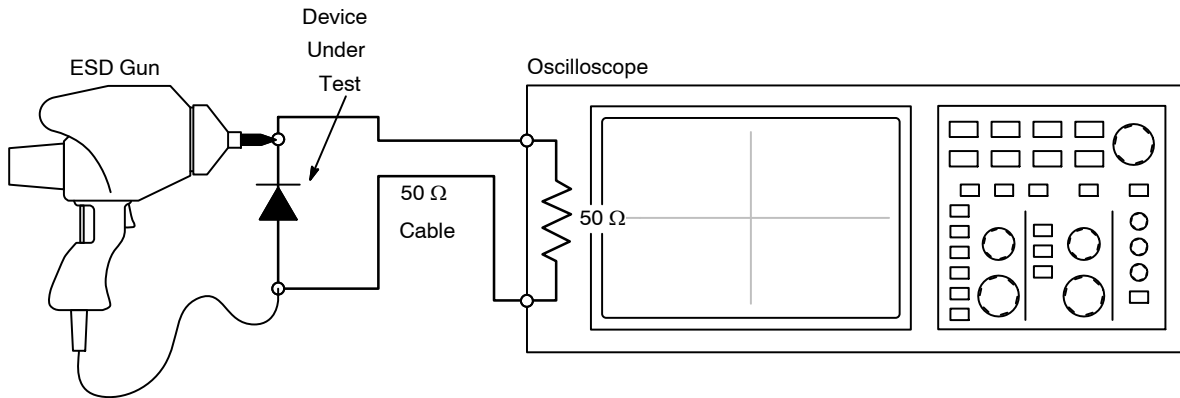 Device
Under
Test
ESD Gun
Oscilloscope
50 Ω
Cable
50 Ω